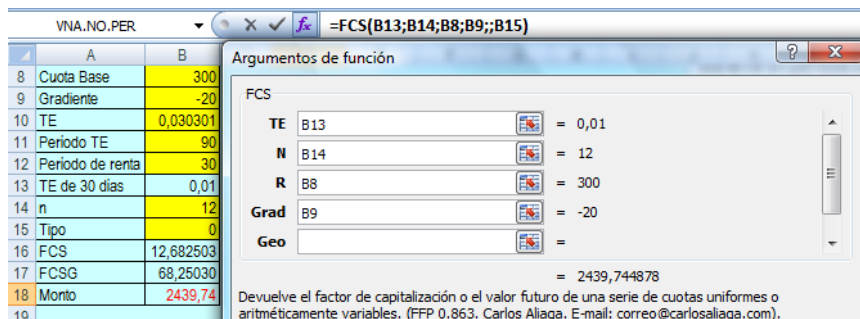 VNA.NO.PER fx =FCS(B13;B14;B8;B9;;B15)
A B
8 Cuota Base 300
9 Gradiente -20
10 TE 0,030301
11 Periodo TE 90
12 Periodo de renta 30
13 TE de 30 dias 0,01
14 n 12
15 Tipo 0
16 FCS 12,682503
17 FCSG 68,25030
18 Monto 2439,74
19
Argumentos de función
FCS
TE B13 = 0,01
N B14 = 12
R B8 = 300
Grad B9 = -20
Geo =
= 2439,744878
Devuelve el factor de capitalización o el valor futuro de una serie de cuotas uniformes o
aritméticamente variables. (FFP 0.863. Carlos Aliaga. E-mail: correo@carlosaliaga.com).